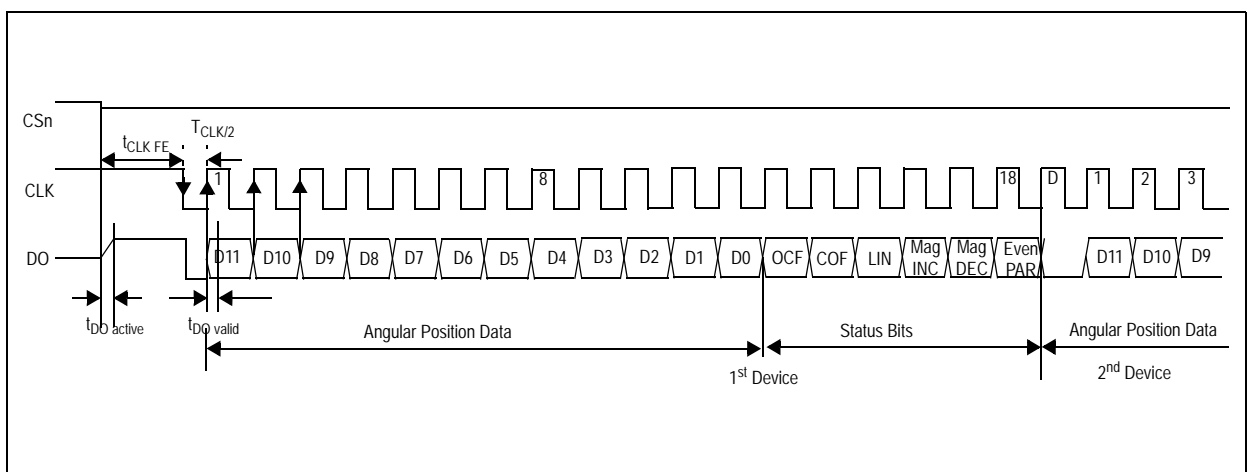 CSn
tCLK FE
TCLK/2
CLK
1
8
18
D
1
2
3
DO
D11
D10
D9
D8
D7
D6
D5
D4
D3
D2
D1
D0
OCF
COF
LIN
Mag INC
Mag DEC
Even PAR
D11
D10
D9
tDO active
tDO valid
Angular Position Data
Status Bits
Angular Position Data
1st Device
2nd Device